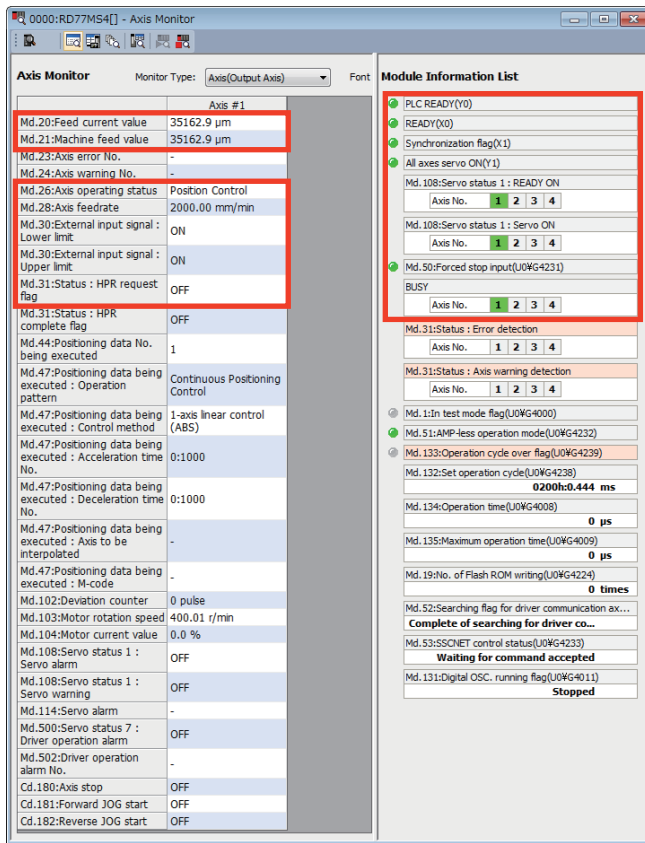 0000:RD77MS4[] - Axis Monitor
Axis Monitor
Monitor Type:
Axis(Output Axis)
Font
Axis #1
Md.20:Feed current value 35162.9 µm
Md.21:Machine feed value 35162.9 µm
Md.23:Axis error No. -
Md.24:Axis warning No. -
Md.26:Axis operating status Position Control
Md.28:Axis feedrate 2000.00 mm/min
Md.30:External input signal :
Lower limit
ON
Md.30:External input signal :
Upper limit
ON
Md.31:Status : HPR request
flag
OFF
Md.31:Status : HPR
complete flag
OFF
Md.44:Positioning data No.
being executed
1
Md.47:Positioning data being
executed : Operation
pattern
Continuous Positioning
Control
Md.47:Positioning data being
executed : Control method
1-axis linear control
(ABS)
Md.47:Positioning data being
executed : Acceleration time
No.
0:1000
Md.47:Positioning data being
executed : Deceleration time
No.
0:1000
Md.47:Positioning data being
executed : Axis to be
interpolated
-
Md.47:Positioning data being
executed : M-code
-
Md.102:Deviation counter 0 pulse
Md.103:Motor rotation speed 400.01 r/min
Md.104:Motor current value 0.0 %
Md.108:Servo status 1 :
Servo alarm
OFF
Md.108:Servo status 1 :
Servo warning
OFF
Md.114:Servo alarm -
Md.500:Servo status 7 :
Driver operation alarm
OFF
Md.502:Driver operation
alarm No.
-
Cd.180:Axis stop OFF
Cd.181:Forward JOG start OFF
Cd.182:Reverse JOG start OFF
Module Information List
PLC READY(Y0)
READY(X0)
Synchronization flag(X1)
All axes servo ON(Y1)
Md.108:Servo status 1 : READY ON
Axis No. 1 2 3 4
Md.108:Servo status 1 : Servo ON
Axis No. 1 2 3 4
Md.50:Forced stop input(U0¥G4231)
BUSY
Axis No. 1 2 3 4
Md.31:Status : Error detection
Axis No. 1 2 3 4
Md.31:Status : Axis warning detection
Axis No. 1 2 3 4
Md.1:In test mode flag(U0¥G4000)
Md.51:AMP-less operation mode(U0¥G4232)
Md.133:Operation cycle over flag(U0¥G4239)
Md.132:Set operation cycle(U0¥G4238)
0200h:0.444 ms
Md.134:Operation time(U0¥G4008)
0 µs
Md.135:Maximum operation time(U0¥G4009)
0 µs
Md.19:No. of Flash ROM writing(U0¥G4224)
0 times
Md.52:Searching flag for driver communication ax...
Complete of searching for driver co...
Md.53:SSCNET control status(U0¥G4233)
Waiting for command accepted
Md.131:Digital OSC. running flag(U0¥G4011)
Stopped